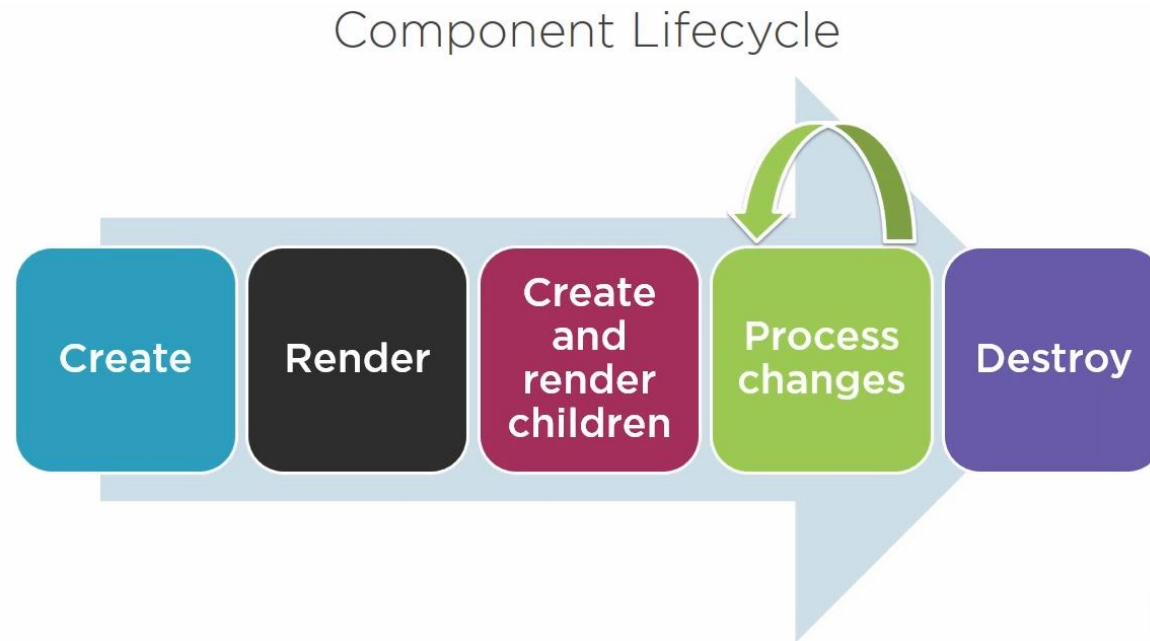 Component Lifecycle
Create
Render
Create
and
render
children
Process
changes
Destroy